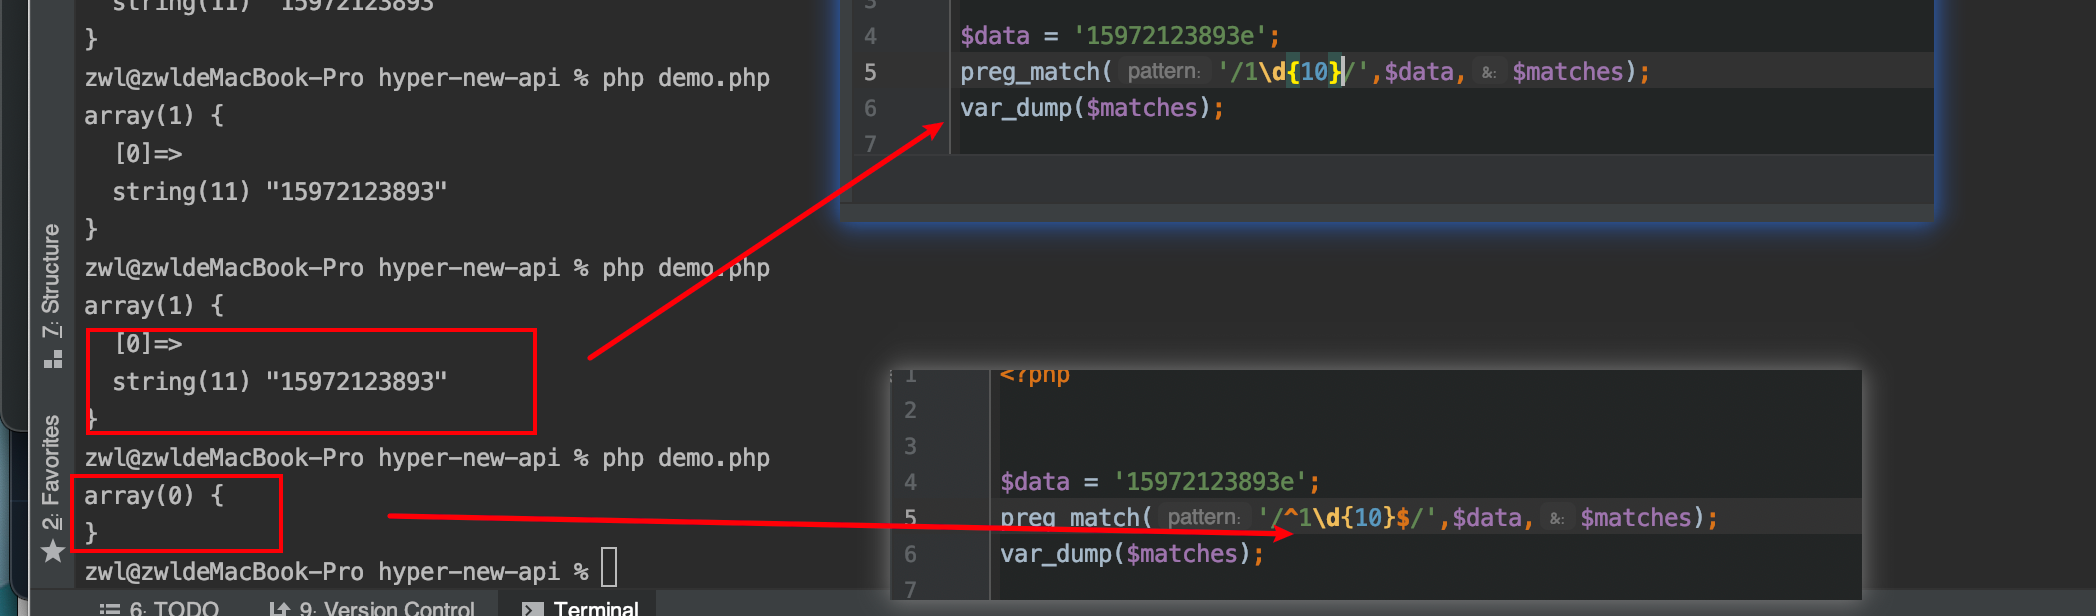 string(11) "15972123893
}
zwl@zwldeMacBook-Pro hyper-new-api % php demo.php
array(1) {
[0]=>
string(11) "15972123893"
}
zwl@zwldeMacBook-Pro hyper-new-api % php demo.php
array(1) {
[0]=>
string(11) "15972123893"
}
zwl@zwldeMacBook-Pro hyper-new-api % php demo.php
array(0) {
}
zwl@zwldeMacBook-Pro hyper-new-api %
7: Structure
2: Favorites
6: TODO
9: Version Control
Terminal
3
4 $data = '15972123893e';
5 preg_match( pattern: '/1\d{10}/',$data, &: $matches);
6 var_dump($matches);
7
1 <?php
2
3
4 $data = '15972123893e';
5 preg_match( pattern: '/^1\d{10}$/',$data, &: $matches);
6 var_dump($matches);
7